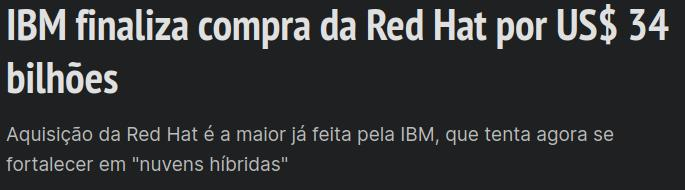 IBM finaliza compra da Red Hat por US$ 34
bilhões
Aquisição da Red Hat é a maior já feita pela IBM, que tenta agora se
fortalecer em "nuvens híbridas"